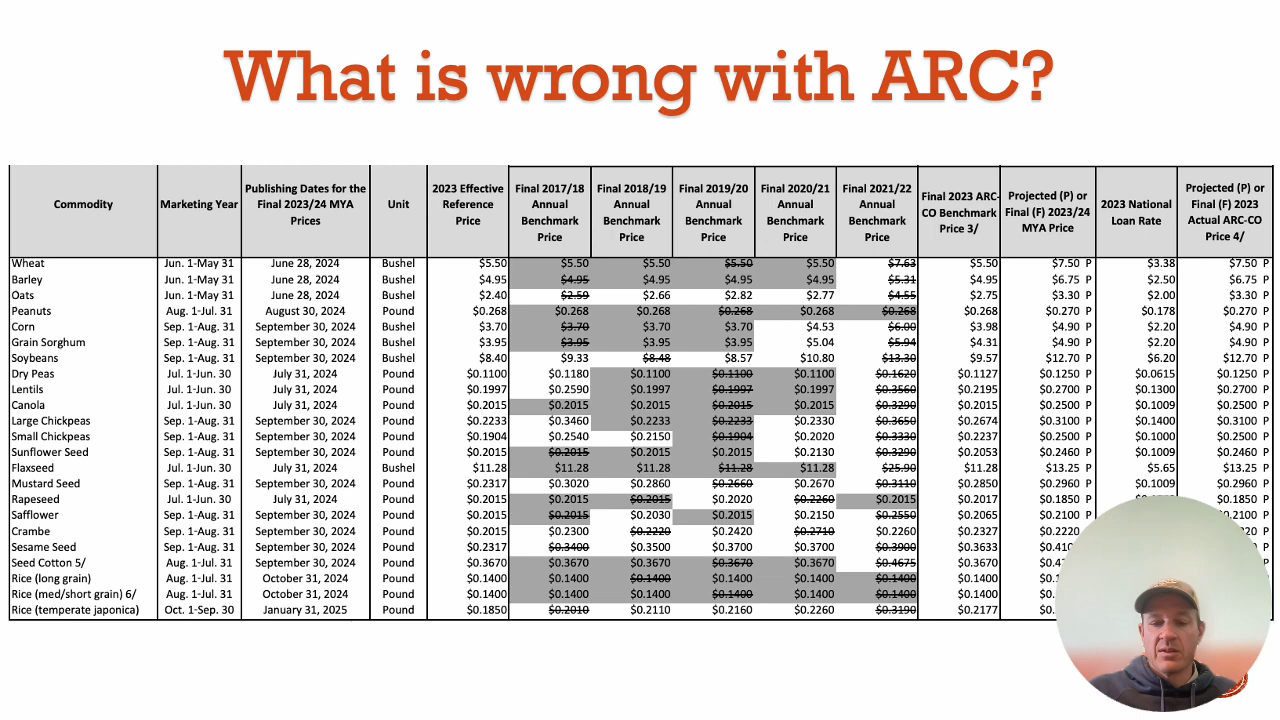 What is wrong with ARC?
Commodity Marketing Year Publishing Dates for the Final 2023/24 MYA Prices Unit 2023 Effective Reference Price Final 2017/18 Annual Benchmark Price Final 2018/19 Annual Benchmark Price Final 2019/20 Annual Benchmark Price Final 2020/21 Annual Benchmark Price Final 2021/22 Annual Benchmark Price Final 2023 ARC-CO Benchmark Price 3/ Projected (P) or Final (F) 2023/24 MYA Price 2023 National Loan Rate Projected (P) or Final (F) 2023 Actual ARC-CO Price 4/
Wheat Jun. 1-May 31 June 28, 2024 Bushel $5.50 $5.50 $5.50 $5.50 $5.50 $7.63 $5.50 $7.50 P $3.38 $7.50 P
Barley Jun. 1-May 31 June 28, 2024 Bushel $4.95 $4.95 $4.95 $4.95 $4.95 $5.31 $4.95 $6.75 P $2.50 $6.75 P
Oats Jun. 1-May 31 June 28, 2024 Bushel $2.40 $2.59 $2.66 $2.82 $2.77 $4.55 $2.75 $3.30 P $2.00 $3.30 P
Peanuts Aug. 1-Jul. 31 August 30, 2024 Pound $0.268 $0.268 $0.268 $0.268 $0.268 $0.268 $0.268 $0.270 P $0.178 $0.270 P
Corn Sep. 1-Aug. 31 September 30, 2024 Bushel $3.70 $3.70 $3.70 $3.70 $4.53 $6.00 $3.98 $4.90 P $2.20 $4.90 P
Grain Sorghum Sep. 1-Aug. 31 September 30, 2024 Bushel $3.95 $3.95 $3.95 $3.95 $5.04 $5.94 $4.31 $4.90 P $2.20 $4.90 P
Soybeans Sep. 1-Aug. 31 September 30, 2024 Bushel $8.40 $9.33 $8.48 $8.57 $10.80 $13.30 $9.57 $12.70 P $6.20 $12.70 P
Dry Peas Jul. 1-Jun. 30 July 31, 2024 Pound $0.1100 $0.1180 $0.1100 $0.1100 $0.1100 $0.1620 $0.1127 $0.1250 P $0.0615 $0.1250 P
Lentils Jul. 1-Jun. 30 July 31, 2024 Pound $0.1997 $0.2590 $0.1997 $0.1997 $0.1997 $0.3560 $0.2195 $0.2700 P $0.1300 $0.2700 P
Canola Jul. 1-Jun. 30 July 31, 2024 Pound $0.2015 $0.2015 $0.2015 $0.2015 $0.2015 $0.3290 $0.2015 $0.2500 P $0.1009 $0.2500 P
Large Chickpeas Sep. 1-Aug. 31 September 30, 2024 Pound $0.2233 $0.3460 $0.2233 $0.2233 $0.2330 $0.3650 $0.2674 $0.3100 P $0.1400 $0.3100 P
Small Chickpeas Sep. 1-Aug. 31 September 30, 2024 Pound $0.1904 $0.2540 $0.2150 $0.1904 $0.2020 $0.3330 $0.2237 $0.2500 P $0.1000 $0.2500 P
Sunflower Seed Sep. 1-Aug. 31 September 30, 2024 Pound $0.2015 $0.2015 $0.2015 $0.2015 $0.2130 $0.3290 $0.2053 $0.2460 P $0.1009 $0.2460 P
Flaxseed Jul. 1-Jun. 30 July 31, 2024 Bushel $11.28 $11.28 $11.28 $11.28 $11.28 $25.90 $11.28 $13.25 P $5.65 $13.25 P
Mustard Seed Sep. 1-Aug. 31 September 30, 2024 Pound $0.2317 $0.3020 $0.2860 $0.2660 $0.2670 $0.3110 $0.2850 $0.2960 P $0.1009 $0.2960 P
Rapeseed Jul. 1-Jun. 30 July 31, 2024 Pound $0.2015 $0.2015 $0.2015 $0.2020 $0.2260 $0.2015 $0.2017 $0.1850 P $0.1850 P
Safflower Sep. 1-Aug. 31 September 30, 2024 Pound $0.2015 $0.2015 $0.2030 $0.2015 $0.2150 $0.2550 $0.2065 $0.2100 P P
Crambe Sep. 1-Aug. 31 September 30, 2024 Pound $0.2015 $0.2300 $0.2220 $0.2420 $0.2710 $0.2260 $0.2327 $0.2220 P
Sesame Seed Sep. 1-Aug. 31 September 30, 2024 Pound $0.2317 $0.3400 $0.3500 $0.3700 $0.3700 $0.3900 $0.3633 P
Seed Cotton 5/ Aug. 1-Jul. 31 September 30, 2024 Pound $0.3670 $0.3670 $0.3670 $0.3670 $0.3670 $0.4675 $0.3670
Rice (long grain) Aug. 1-Jul. 31 October 31, 2024 Pound $0.1400 $0.1400 $0.1400 $0.1400 $0.1400 $0.1400 $0.1400
Rice (med/short grain) 6/ Aug. 1-Jul. 31 October 31, 2024 Pound $0.1400 $0.1400 $0.1400 $0.1400 $0.1400 $0.1400 $0.1400
Rice (temperate japonica) Oct. 1-Sep. 30 January 31, 2025 Pound $0.1850 $0.2010 $0.2110 $0.2160 $0.2260 $0.3190 $0.2177